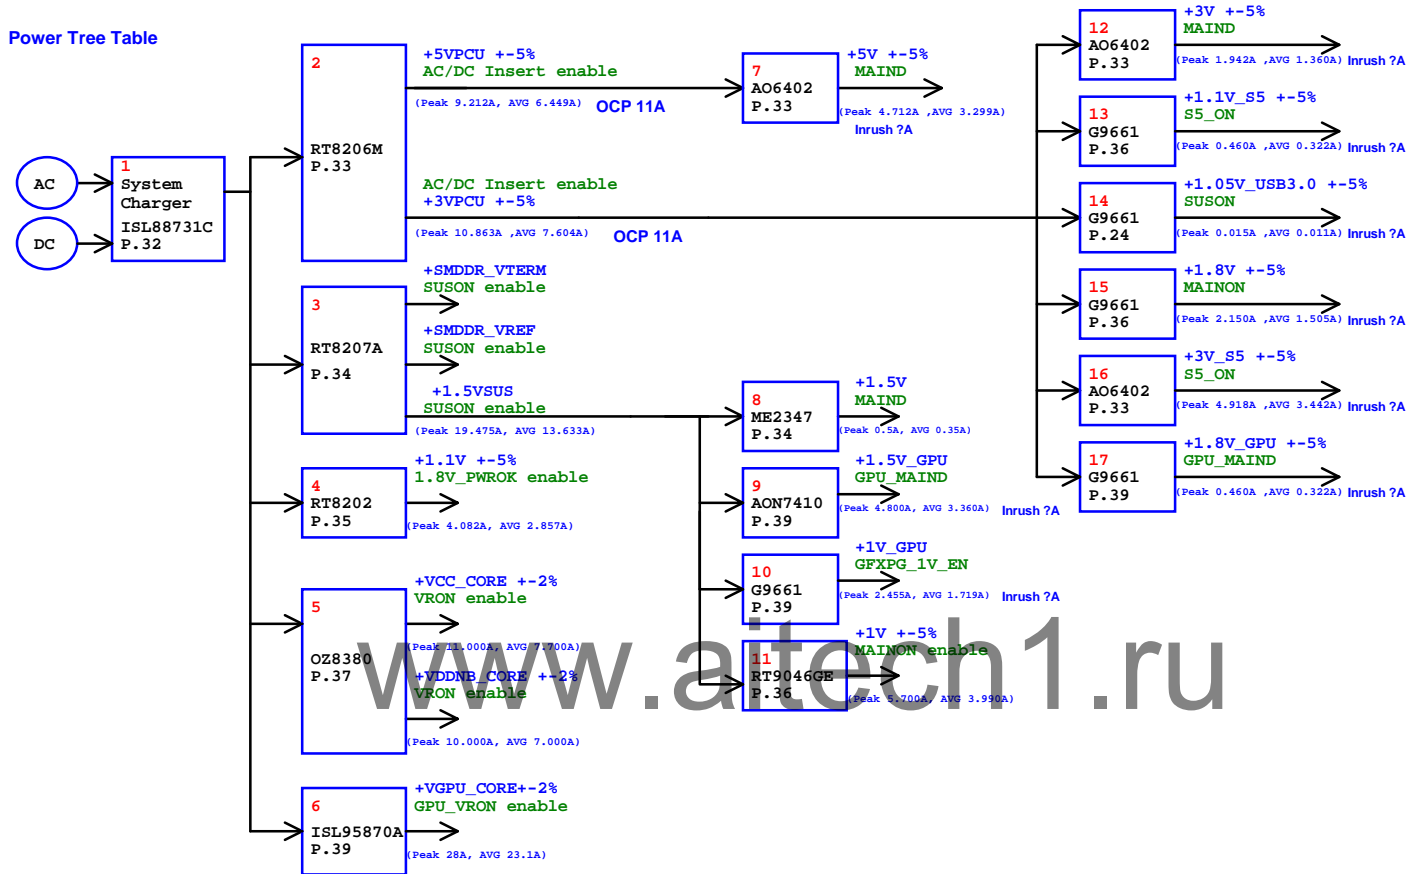 Power Tree Table
AC
DC
1
System
Charger
ISL88731C
P.32
2
RT8206M
P.33
+5VPCU +-5%
AC/DC Insert enable
(Peak 9.212A, AVG 6.449A)
OCP 11A
AC/DC Insert enable
+3VPCU +-5%
(Peak 10.863A ,AVG 7.604A)
OCP 11A
3
RT8207A
P.34
+SMDDR_VTERM
SUSON enable
+SMDDR_VREF
SUSON enable
+1.5VSUS
SUSON enable
(Peak 19.475A, AVG 13.633A)
4
RT8202
P.35
+1.1V +-5%
1.8V_PWROK enable
(Peak 4.082A, AVG 2.857A)
5
OZ8380
P.37
+VCC_CORE +-2%
VRON enable
(Peak 11.000A, AVG 7.700A)
+VDDNB_CORE +-2%
VRON enable
(Peak 10.000A, AVG 7.000A)
6
ISL95870A
P.39
+VGPU_CORE+-2%
GPU_VRON enable
(Peak 28A, AVG 23.1A)
7
AO6402
P.33
+5V +-5%
MAIND
(Peak 4.712A ,AVG 3.299A)
Inrush ?A
8
ME2347
P.34
+1.5V
MAIND
(Peak 0.5A, AVG 0.35A)
9
AON7410
P.39
+1.5V_GPU
GPU_MAIND
(Peak 4.800A, AVG 3.360A)
Inrush ?A
10
G9661
P.39
+1V_GPU
GFXPG_1V_EN
(Peak 2.455A, AVG 1.719A)
Inrush ?A
11
RT9046GE
P.36
+1V +-5%
MAINON enable
(Peak 5.700A, AVG 3.990A)
12
AO6402
P.33
+3V +-5%
MAIND
(Peak 1.942A ,AVG 1.360A)
Inrush ?A
13
G9661
P.36
+1.1V_S5 +-5%
S5_ON
(Peak 0.460A ,AVG 0.322A)
Inrush ?A
14
G9661
P.24
+1.05V_USB3.0 +-5%
SUSON
(Peak 0.015A ,AVG 0.011A)
Inrush ?A
15
G9661
P.36
+1.8V +-5%
MAINON
(Peak 2.150A ,AVG 1.505A)
Inrush ?A
16
AO6402
P.33
+3V_S5 +-5%
S5_ON
(Peak 4.918A ,AVG 3.442A)
Inrush ?A
17
G9661
P.39
+1.8V_GPU +-5%
GPU_MAIND
(Peak 0.460A ,AVG 0.322A)
Inrush ?A
www.aitech1.ru